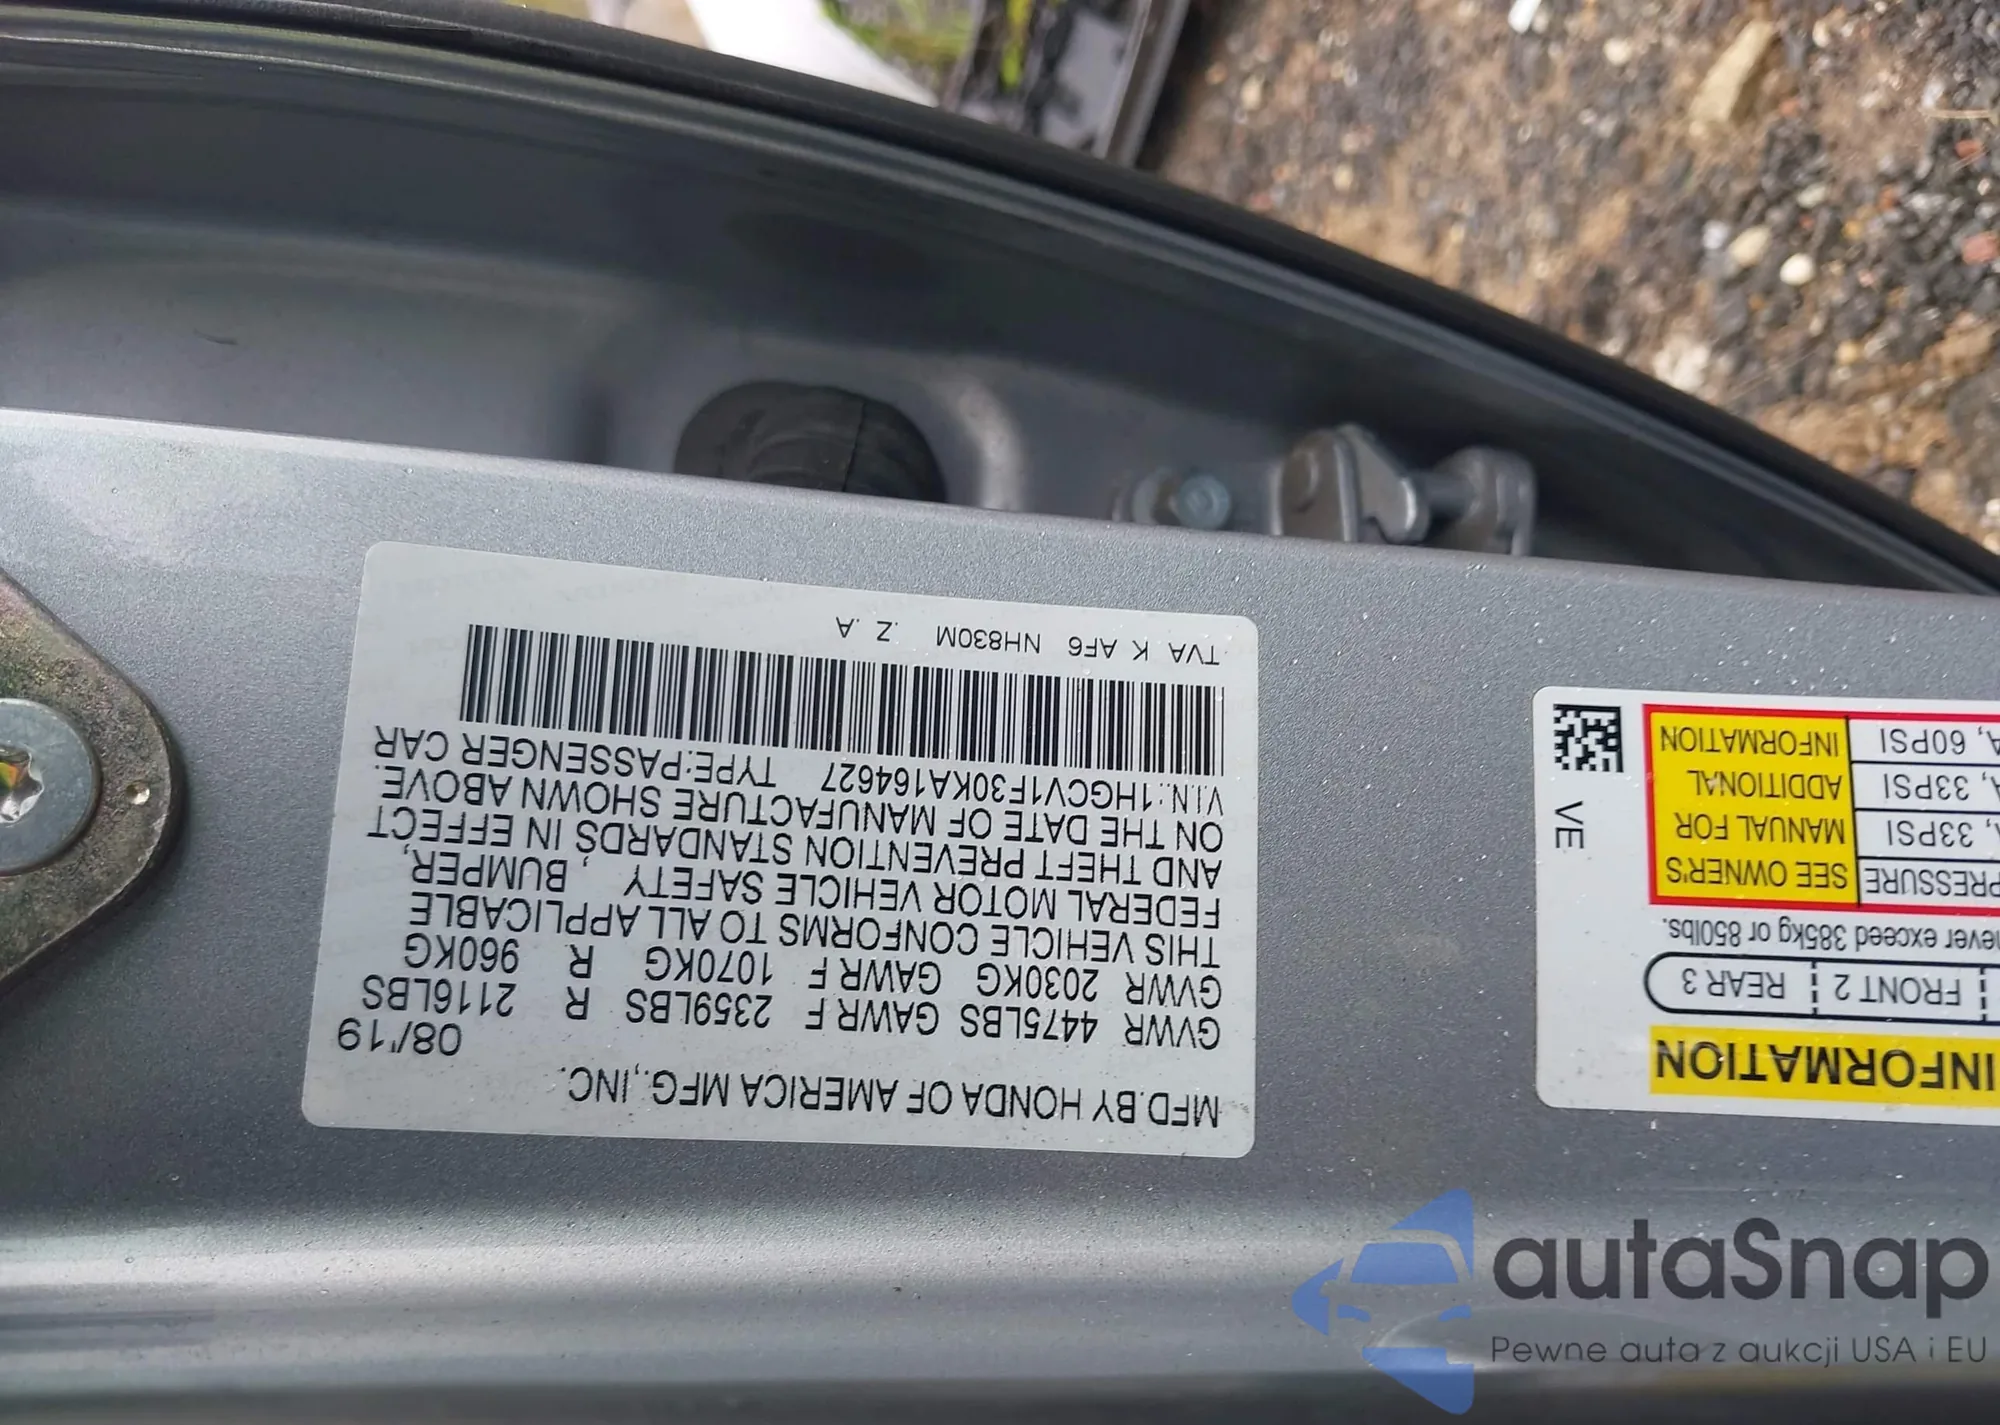 MFD.BY HONDA OF AMERICA MFG.,INC.
08/'19
GVWR 4475LBS GAWR F 2359LBS R 2116LBS
GVWR 2030KG GAWR F 1070KG R 960KG
THIS VEHICLE CONFORMS TO ALL APPLICABLE
FEDERAL MOTOR VEHICLE SAFETY , BUMPER,
AND THEFT PREVENTION STANDARDS IN EFFECT
ON THE DATE OF MANUFACTURE SHOWN ABOVE.
V.I.N.:1HGCV1F30KA164627 TYPE:PASSENGER CAR
TVA K AF6 NH830M .Z .A
INFORMATION
FRONT 2 REAR 3
never exceed 385kg or 850lbs.
PRESSURE
A, 33PSI
A, 33PSI
A, 60PSI
SEE OWNER'S
MANUAL FOR
ADDITIONAL
INFORMATION
VE
autaSnap
Pewne auta z aukcji USA i EU